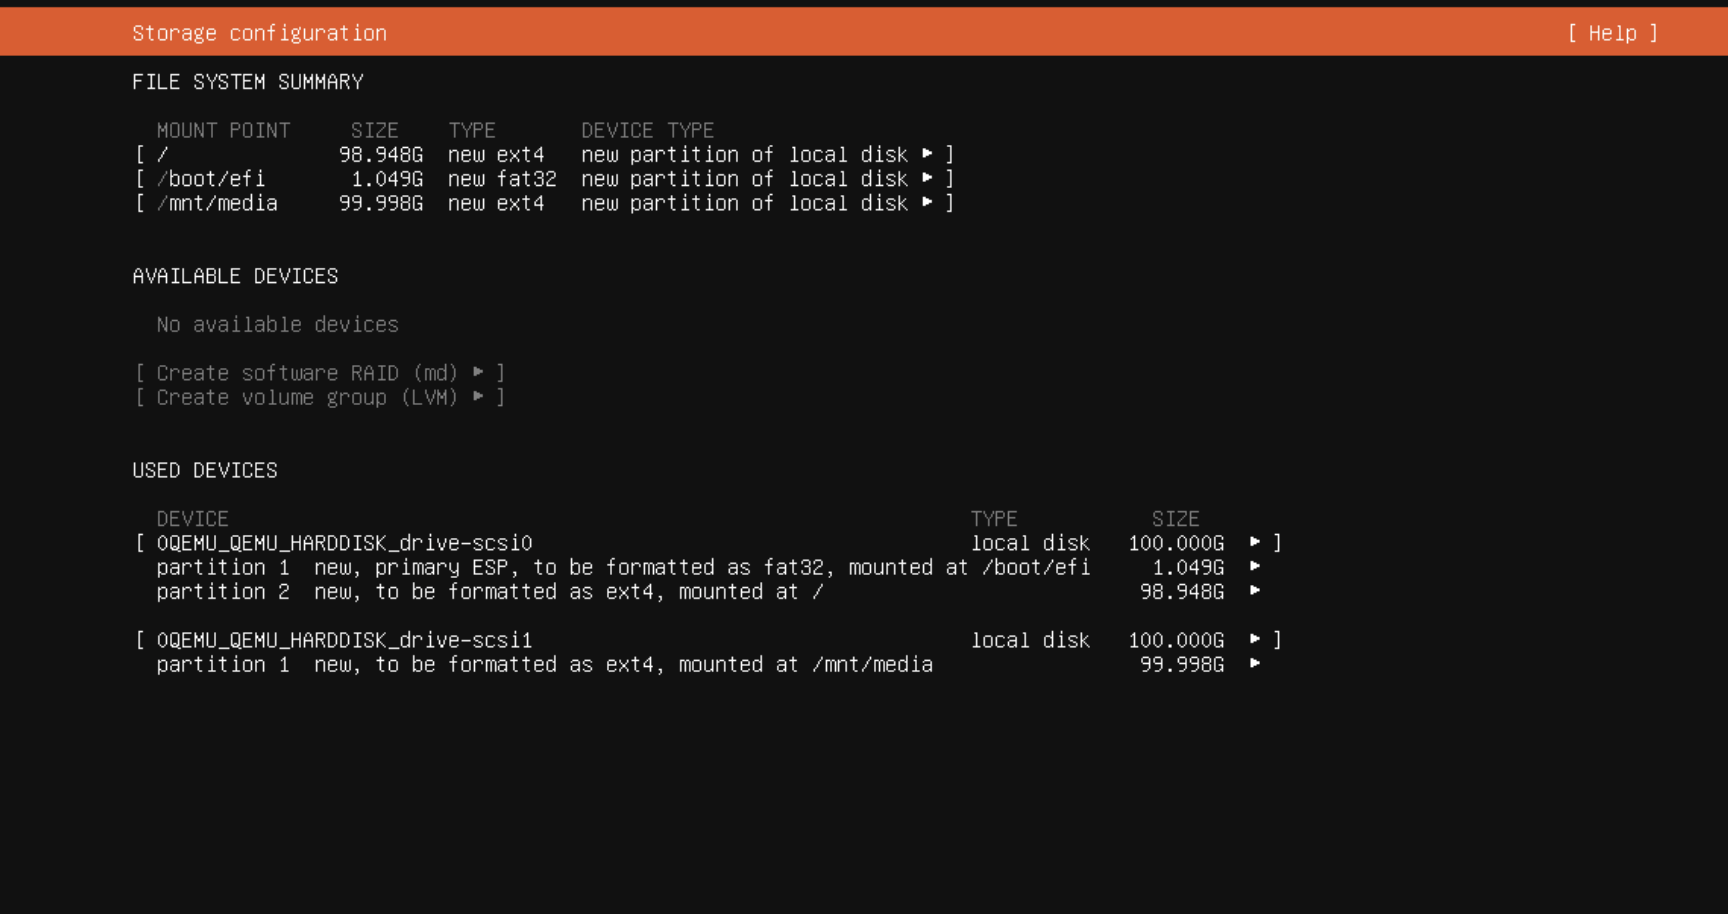 Storage configuration [ Help ]
FILE SYSTEM SUMMARY
MOUNT POINT SIZE TYPE DEVICE TYPE
[ / 98.948G new ext4 new partition of local disk ▸ ]
[ /boot/efi 1.049G new fat32 new partition of local disk ▸ ]
[ /mnt/media 99.998G new ext4 new partition of local disk ▸ ]
AVAILABLE DEVICES
No available devices
[ Create software RAID (md) ▸ ]
[ Create volume group (LVM) ▸ ]
USED DEVICES
DEVICE TYPE SIZE
[ 0QEMU_QEMU_HARDDISK_drive-scsi0 local disk 100.000G ▸ ]
partition 1 new, primary ESP, to be formatted as fat32, mounted at /boot/efi 1.049G ▸
partition 2 new, to be formatted as ext4, mounted at / 98.948G ▸
[ 0QEMU_QEMU_HARDDISK_drive-scsi1 local disk 100.000G ▸ ]
partition 1 new, to be formatted as ext4, mounted at /mnt/media 99.998G ▸